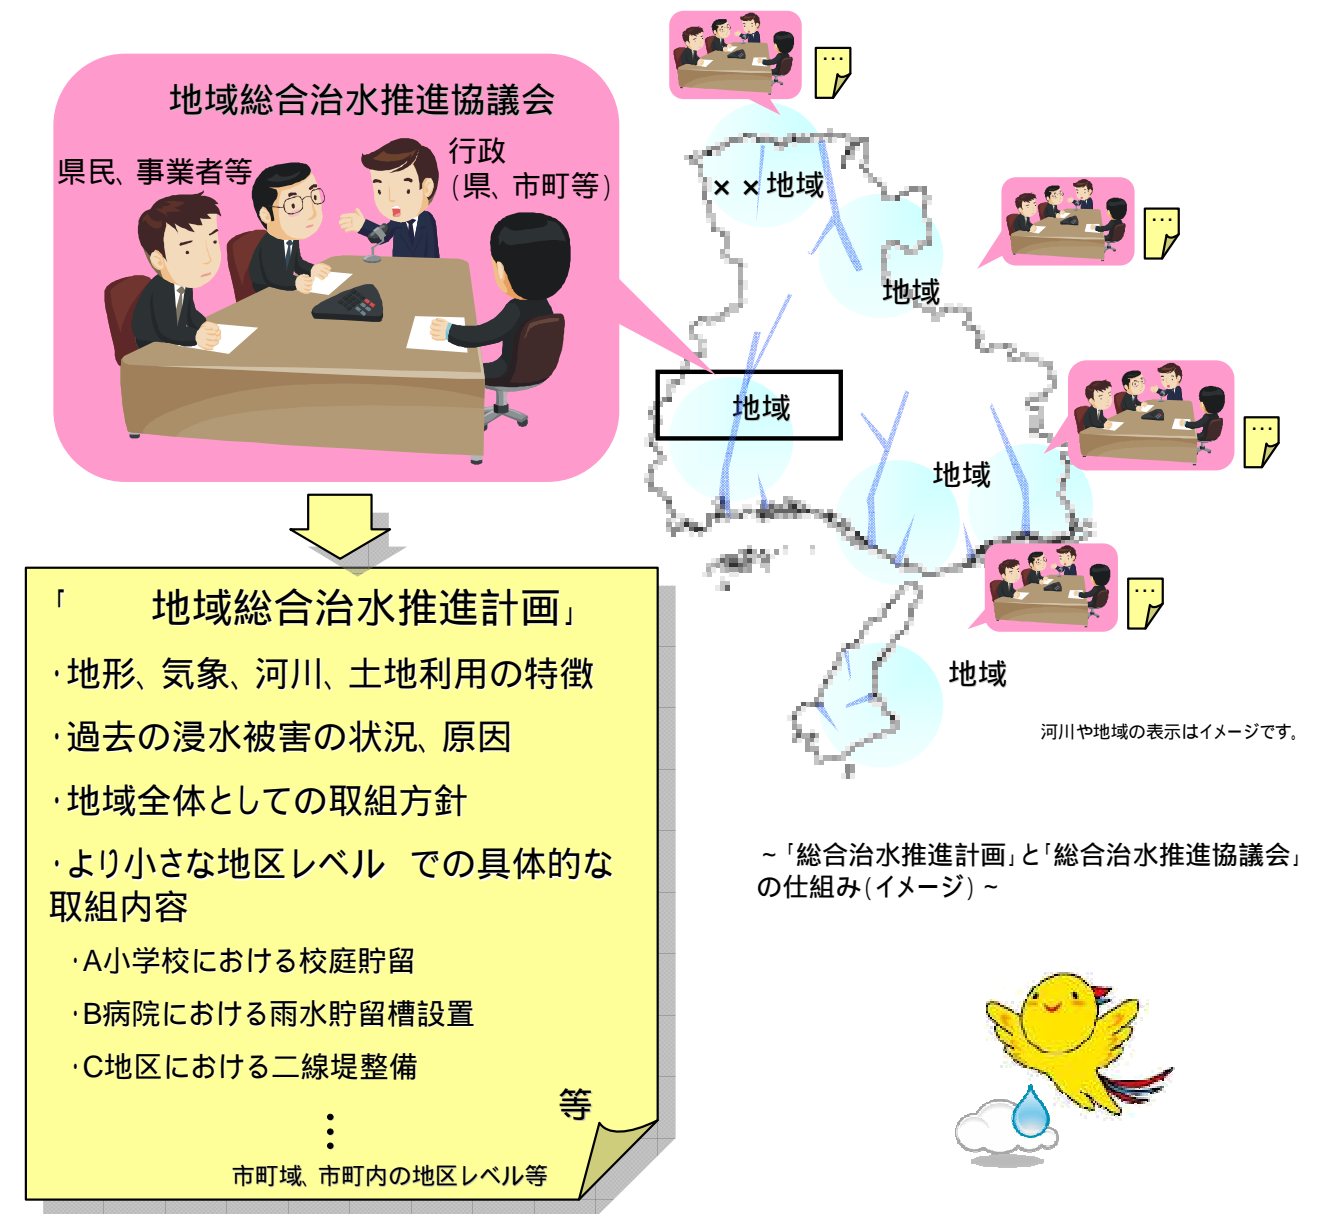 地域総合治水推進協議会
県民、事業者等
行政
(県、市町等)
××地域
地域
地域
地域
地域
河川や地域の表示はイメージです。
「　　地域総合治水推進計画」
・地形、気象、河川、土地利用の特徴
・過去の浸水被害の状況、原因
・地域全体としての取組方針
・より小さな地区レベル　での具体的な
取組内容
・A小学校における校庭貯留
・B病院における雨水貯留槽設置
・C地区における二線堤整備
等
⋮
市町域、市町内の地区レベル等
~「総合治水推進計画」と「総合治水推進協議会」
の仕組み(イメージ)~
…
…
…
…